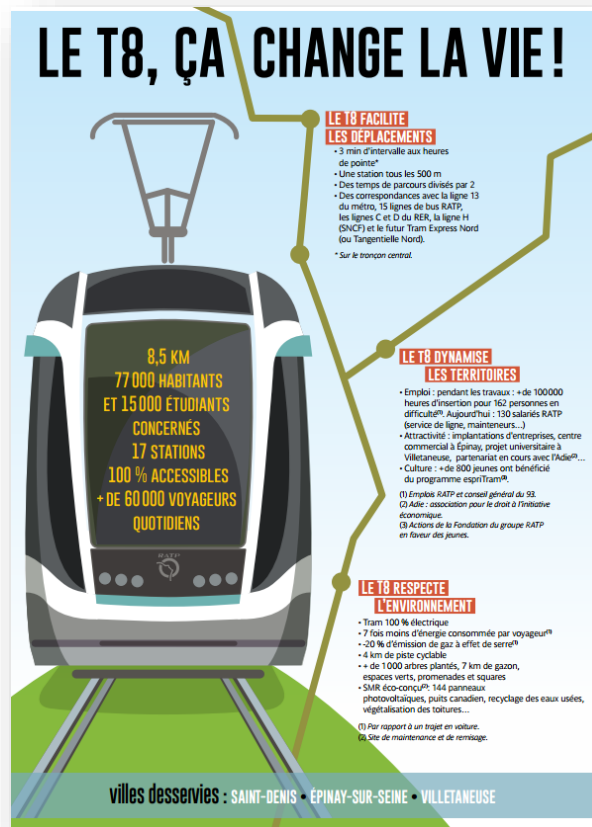 LE T8, ÇA CHANGE LA VIE !
LE T8 FACILITE
LES DÉPLACEMENTS
• 3 min d'intervalle aux heures
de pointe*
• Une station tous les 500 m
• Des temps de parcours divisés par 2
• Des correspondances avec la ligne 13
du métro, 15 lignes de bus RATP,
les lignes C et D du RER, la ligne H
(SNCF) et le futur Tram Express Nord
(ou Tangentielle Nord).
* Sur le tronçon central.
8,5 KM
77 000 HABITANTS
ET 15 000 ÉTUDIANTS
CONCERNÉS
17 STATIONS
100 % ACCESSIBLES
+ DE 60 000 VOYAGEURS
QUOTIDIENS
RATP
LE T8 DYNAMISE
LES TERRITOIRES
• Emploi : pendant les travaux : + de 100 000
heures d'insertion pour 162 personnes en
difficulté(1). Aujourd'hui : 130 salariés RATP
(service de ligne, mainteneurs…)
• Attractivité : implantations d'entreprises, centre
commercial à Épinay, projet universitaire à
Villetaneuse, partenariat en cours avec l'Adie(2)…
• Culture : + de 800 jeunes ont bénéficié
du programme espriTram(3).
(1) Emplois RATP et conseil général du 93.
(2) Adie : association pour le droit à l'initiative
économique.
(3) Actions de la Fondation du groupe RATP
en faveur des jeunes.
LE T8 RESPECTE
L'ENVIRONNEMENT
• Tram 100 % électrique
• 7 fois moins d'énergie consommée par voyageur(1)
• -20 % d'émission de gaz à effet de serre(1)
• 4 km de piste cyclable
• + de 1000 arbres plantés, 7 km de gazon,
espaces verts, promenades et squares
• SMR éco-conçu(2): 144 panneaux
photovoltaïques, puits canadien, recyclage des eaux usées,
végétalisation des toitures…
(1) Par rapport à un trajet en voiture.
(2) Site de maintenance et de remisage.
villes desservies : SAINT-DENIS • ÉPINAY-SUR-SEINE • VILLETANEUSE